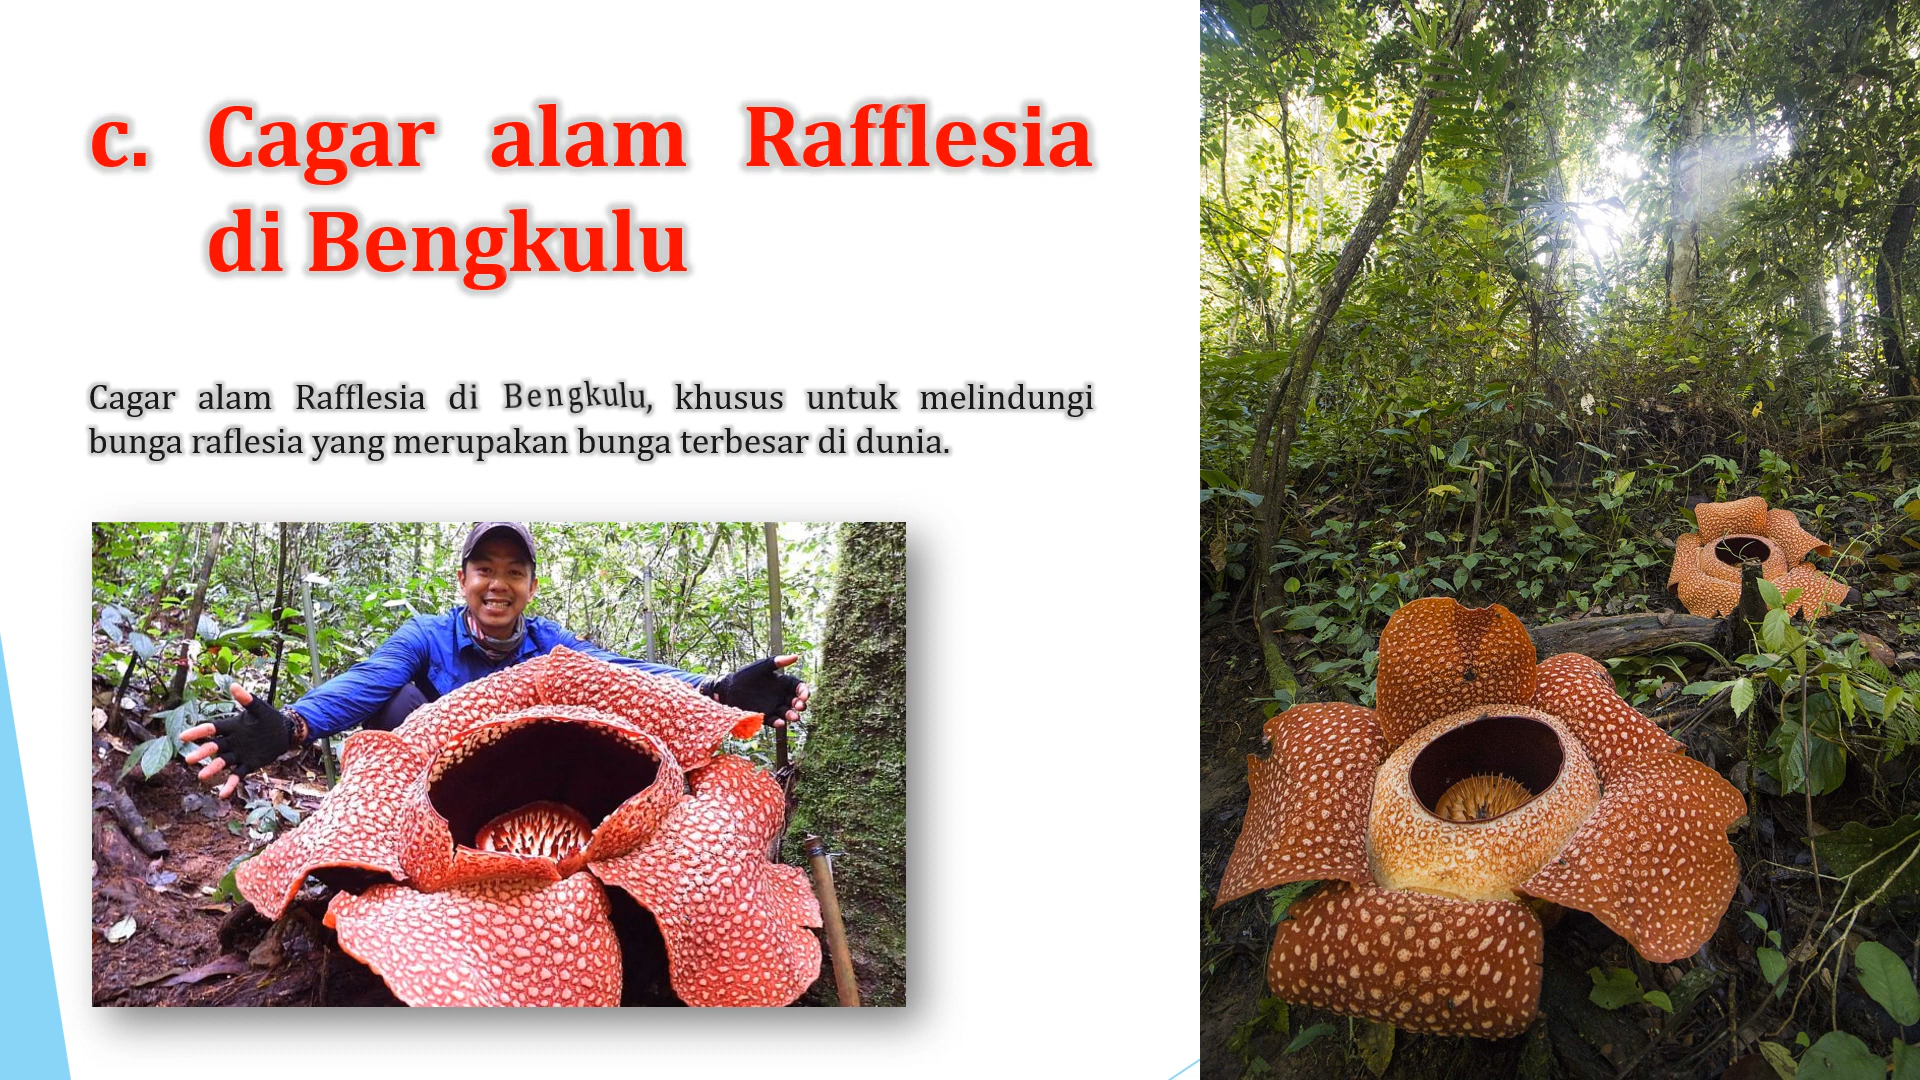 c. Cagar alam Rafflesia
di Bengkulu
Cagar alam Rafflesia di Bengkulu, khusus untuk melindungi
bunga raflesia yang merupakan bunga terbesar di dunia.